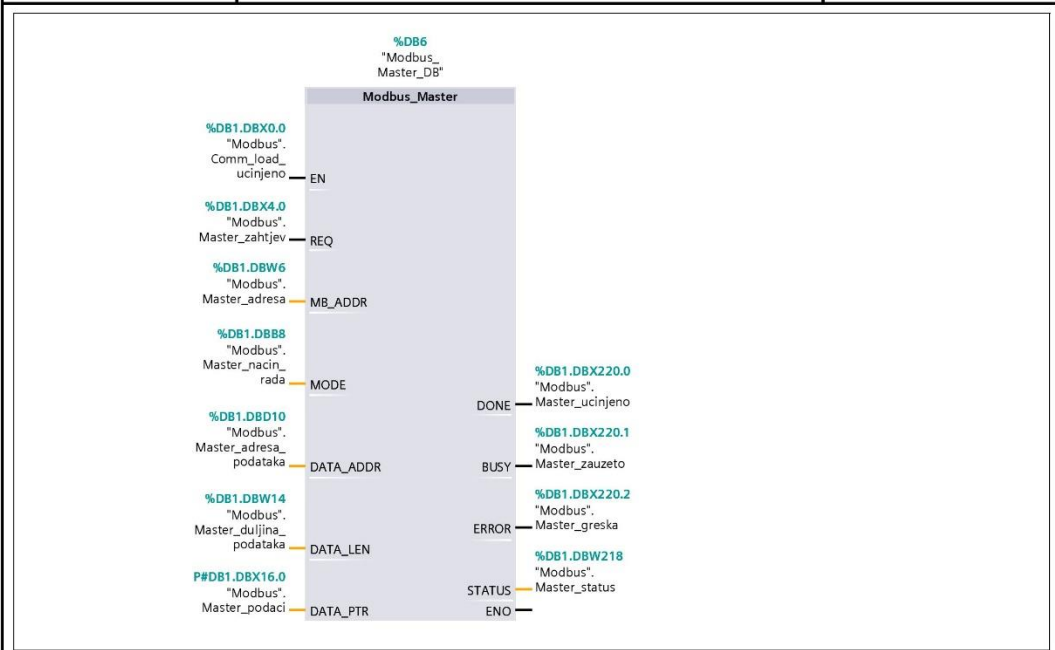 %DB6
"Modbus_
Master_DB"
Modbus_Master
%DB1.DBX0.0
"Modbus".
Comm_load_
ucinjeno
EN
%DB1.DBX4.0
"Modbus".
Master_zahtjev
REQ
%DB1.DBW6
"Modbus".
Master_adresa
MB_ADDR
%DB1.DBB8
"Modbus".
Master_nacin_
rada
MODE
%DB1.DBD10
"Modbus".
Master_adresa_
podataka
DATA_ADDR
%DB1.DBW14
"Modbus".
Master_duljina_
podataka
DATA_LEN
P#DB1.DBX16.0
"Modbus".
Master_podaci
DATA_PTR
%DB1.DBX220.0
"Modbus".
DONE
Master_ucinjeno
%DB1.DBX220.1
"Modbus".
BUSY
Master_zauzeto
%DB1.DBX220.2
"Modbus".
ERROR
Master_greska
%DB1.DBW218
"Modbus".
STATUS
Master_status
ENO